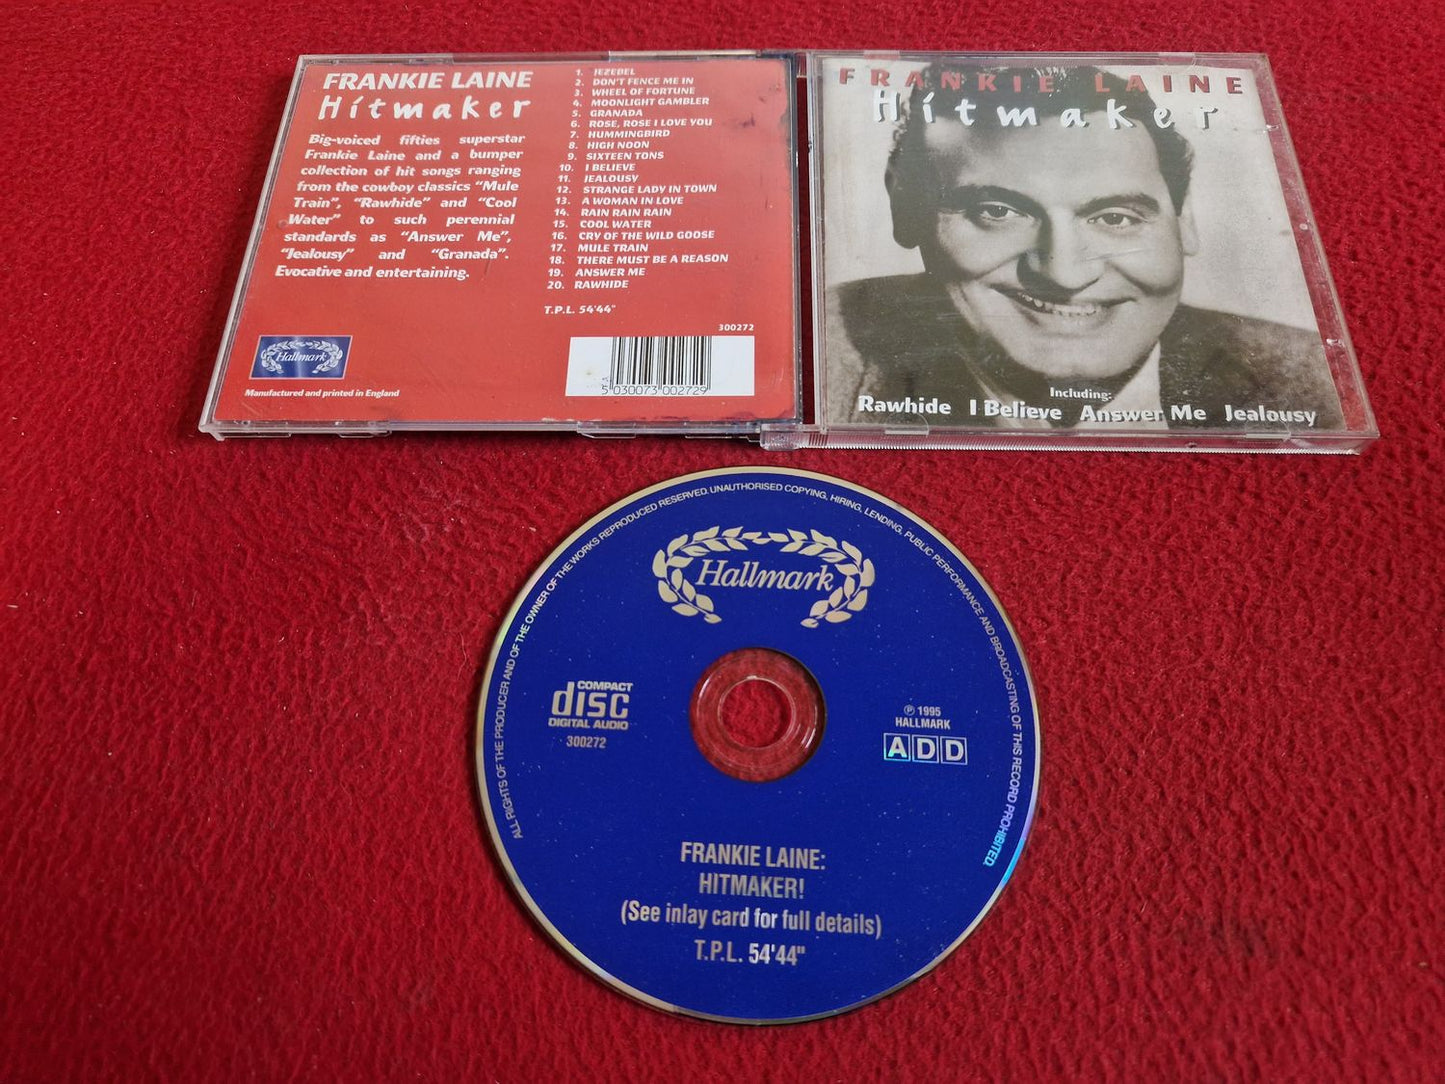 FRANKIE LAINE
Hitmaker
Big-voiced fifties superstar
Frankie Laine and a bumper
collection of hit songs ranging
from the cowboy classics "Mule
Train", "Rawhide" and "Cool
Water" to such perennial
standards as "Answer Me",
"Jealousy" and "Granada".
Evocative and entertaining.
Hallmark
Manufactured and printed in England
1. JEZEBEL
2. DON'T FENCE ME IN
3. WHEEL OF FORTUNE
4. MOONLIGHT GAMBLER
5. GRANADA
6. ROSE, ROSE I LOVE YOU
7. HUMMINGBIRD
8. HIGH NOON
9. SIXTEEN TONS
10. I BELIEVE
11. JEALOUSY
12. STRANGE LADY IN TOWN
13. A WOMAN IN LOVE
14. RAIN RAIN RAIN
15. COOL WATER
16. CRY OF THE WILD GOOSE
17. MULE TRAIN
18. THERE MUST BE A REASON
19. ANSWER ME
20. RAWHIDE
T.P.L. 54'44"
300272
5 030073 002729
FRANKIE LAINE
Hitmaker
Including:
Rawhide I Believe Answer Me Jealousy
ALL RIGHTS OF THE PRODUCER AND OF THE OWNER OF THE WORKS REPRODUCED RESERVED. UNAUTHORISED COPYING, HIRING, LENDING, PUBLIC PERFORMANCE AND BROADCASTING OF THIS RECORD PROHIBITED.
Hallmark
COMPACT
disc
DIGITAL AUDIO
300272
℗ 1995
HALLMARK
ADD
FRANKIE LAINE:
HITMAKER!
(See inlay card for full details)
T.P.L. 54'44"